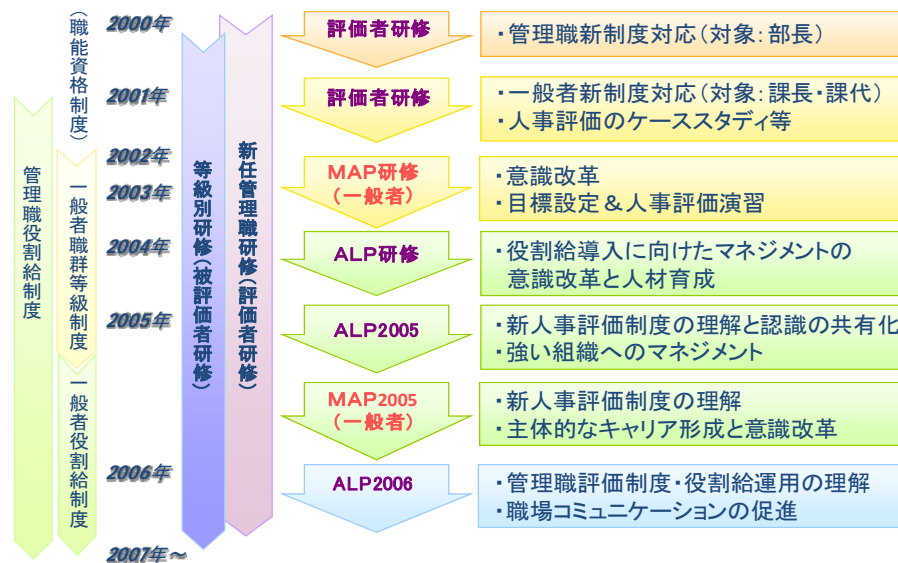 （職能資格制度）
管理職役割給制度
一般者職群等級制度
一般者役割給制度
2000年
2001年
2002年
2003年
2004年
2005年
2006年
2007年～
等級別研修（被評価者研修）
新任管理職研修（評価者研修）
評価者研修
・管理職新制度対応（対象：部長）
評価者研修
・一般者新制度対応（対象：課長・課代）
・人事評価のケーススタディ等
MAP研修
（一般者）
・意識改革
・目標設定＆人事評価演習
ALP研修
・役割給導入に向けたマネジメントの
意識改革と人材育成
ALP2005
・新人事評価制度の理解と認識の共有化
・強い組織へのマネジメント
MAP2005
（一般者）
・新人事評価制度の理解
・主体的なキャリア形成と意識改革
ALP2006
・管理職評価制度・役割給運用の理解
・職場コミュニケーションの促進